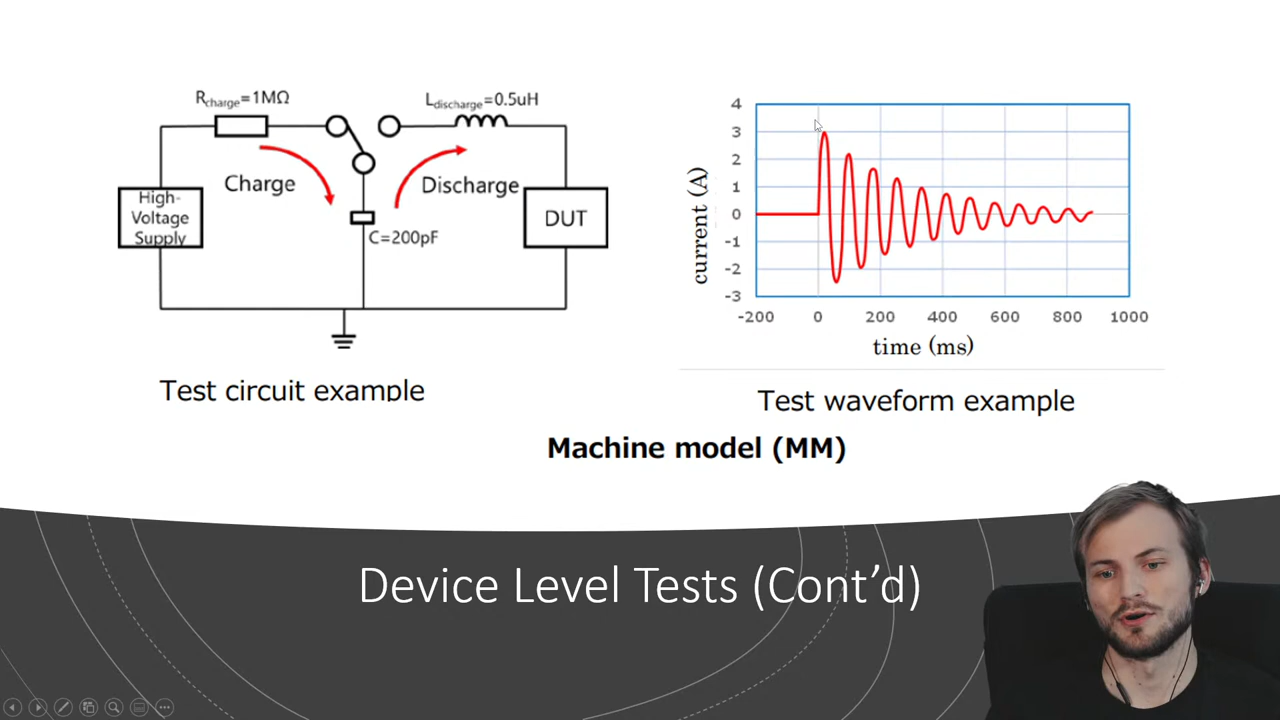 R charge=1MΩ
L discharge=0.5uH
Charge
Discharge
High-
Voltage
Supply
DUT
C=200pF
Test circuit example
current (A)
4
3
2
1
0
-1
-2
-3
-200 0 200 400 600 800 1000
time (ms)
Test waveform example
Machine model (MM)
Device Level Tests (Cont’d)